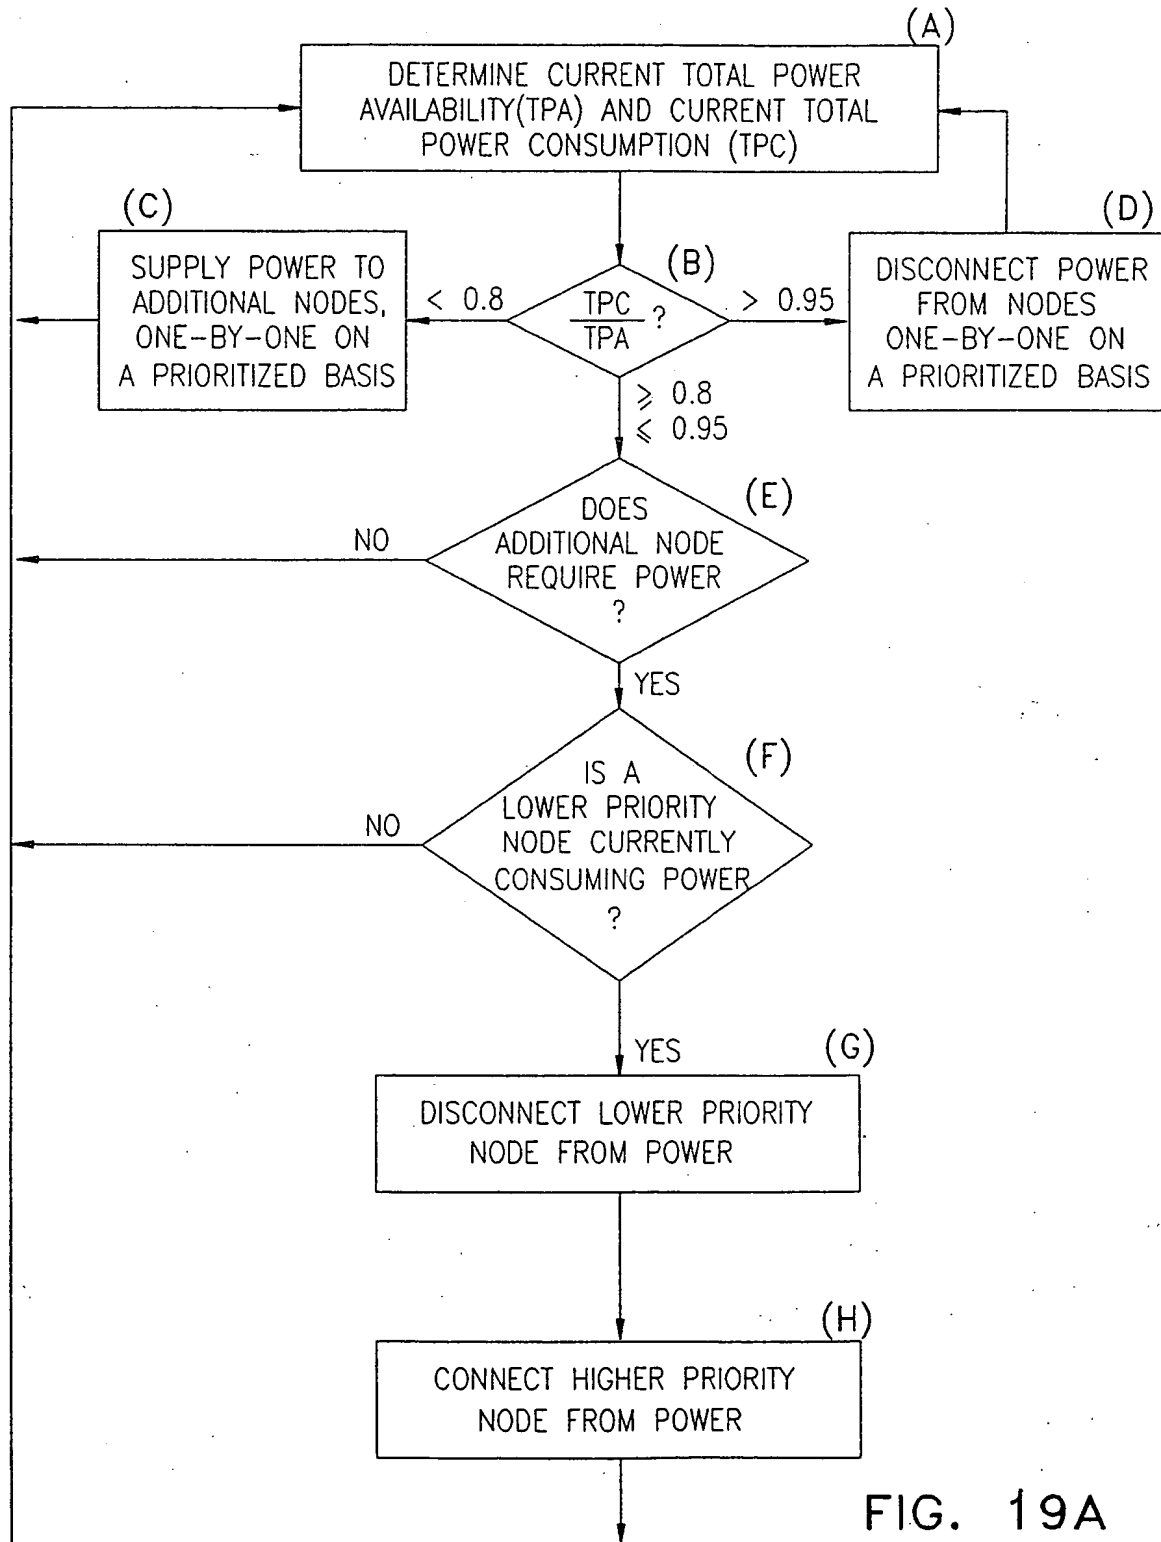 (A)
DETERMINE CURRENT TOTAL POWER
AVAILABILITY(TPA) AND CURRENT TOTAL
POWER CONSUMPTION (TPC)
(C)
SUPPLY POWER TO
ADDITIONAL NODES,
ONE-BY-ONE ON
A PRIORITIZED BASIS
< 0.8
(B)
TPC
TPA
?
> 0.95
(D)
DISCONNECT POWER
FROM NODES
ONE-BY-ONE ON
A PRIORITIZED BASIS
⩾ 0.8
⩽ 0.95
(E)
DOES
ADDITIONAL NODE
REQUIRE POWER
?
NO
YES
(F)
IS A
LOWER PRIORITY
NODE CURRENTLY
CONSUMING POWER
?
NO
YES
(G)
DISCONNECT LOWER PRIORITY
NODE FROM POWER
(H)
CONNECT HIGHER PRIORITY
NODE FROM POWER
FIG. 19A